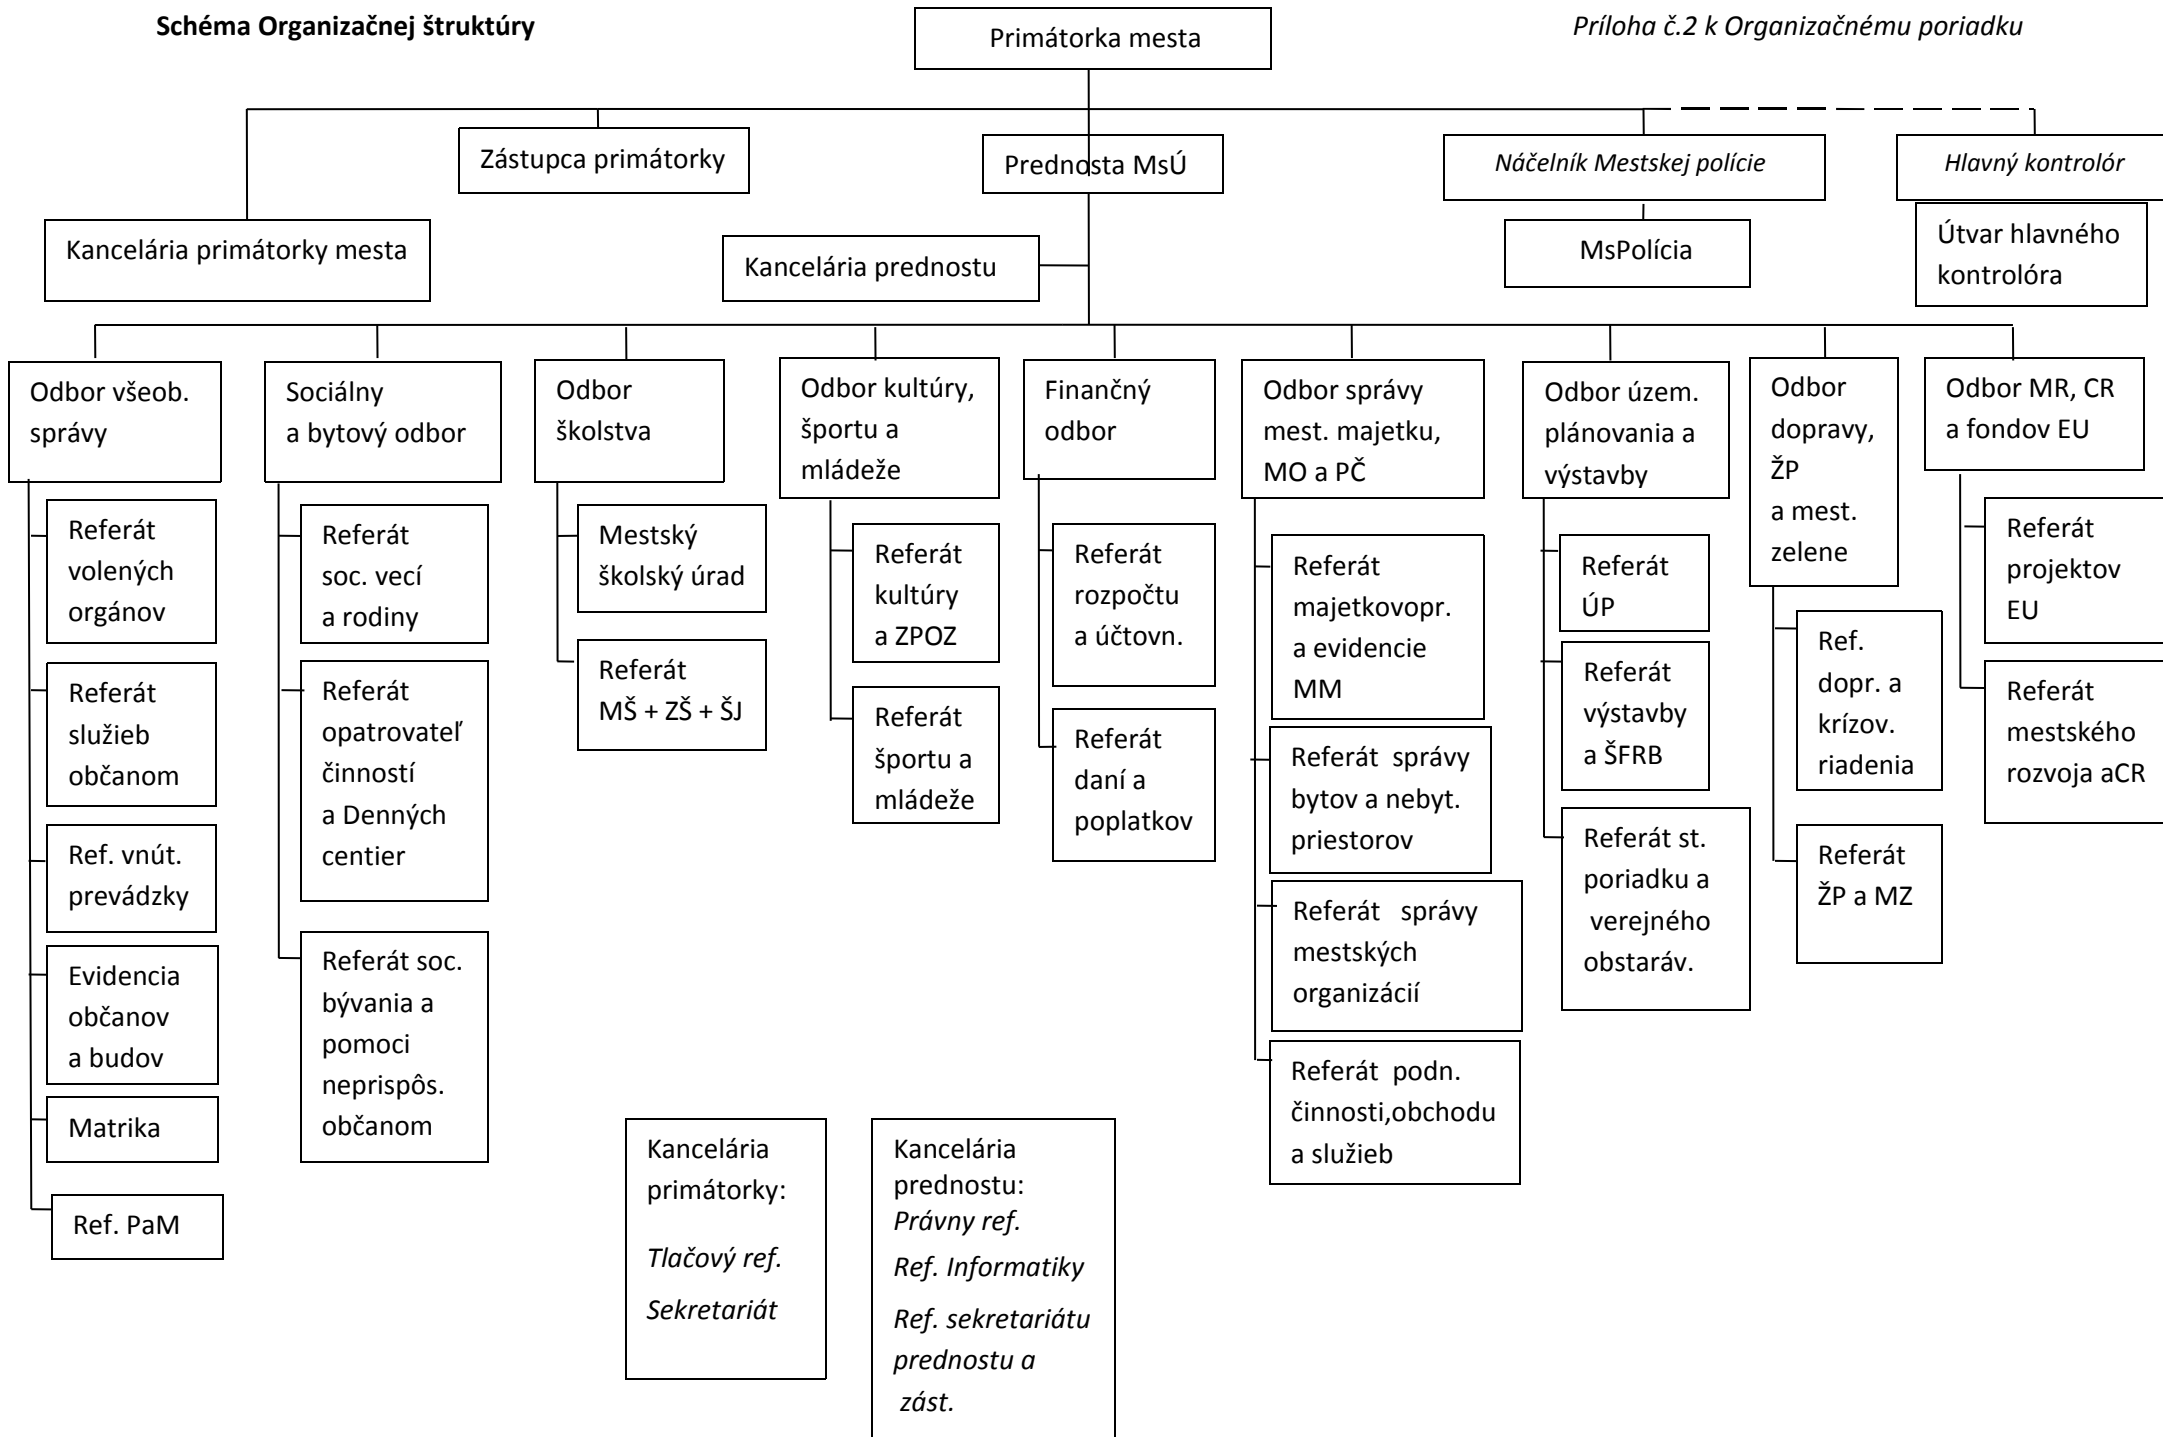 Schéma Organizačnej štruktúry
Príloha č.2 k Organizačnému poriadku
Primátorka mesta
Zástupca primátorky
Prednosta MsÚ
Náčelník Mestskej polície
Hlavný kontrolór
Kancelária primátorky mesta
Kancelária prednostu
MsPolícia
Útvar hlavného
kontrolóra
Odbor všeob.
správy
Referát
volených
orgánov
Referát
služieb
občanom
Ref. vnút.
prevádzky
Evidencia
občanov
a budov
Matrika
Ref. PaM
Sociálny
a bytový odbor
Referát
soc. vecí
a rodiny
Referát
opatrovateľ
činností
a Denných
centier
Referát soc.
bývania a
pomoci
neprispôs.
občanom
Odbor
školstva
Mestský
školský úrad
Referát
MŠ + ZŠ + ŠJ
Odbor kultúry,
športu a
mládeže
Referát
kultúry
a ZPOZ
Referát
športu a
mládeže
Finančný
odbor
Referát
rozpočtu
a účtovn.
Referát
daní a
poplatkov
Odbor správy
mest. majetku,
MO a PČ
Referát
majetkovopr.
a evidencie
MM
Referát správy
bytov a nebyt.
priestorov
Referát správy
mestských
organizácií
Referát podn.
činnosti,obchodu
a služieb
Odbor územ.
plánovania a
výstavby
Referát
ÚP
Referát
výstavby
a ŠFRB
Referát st.
poriadku a
verejného
obstaráv.
Odbor
dopravy,
ŽP
a mest.
zelene
Ref.
dopr. a
krízov.
riadenia
Referát
ŽP a MZ
Odbor MR, CR
a fondov EU
Referát
projektov
EU
Referát
mestského
rozvoja aCR
Kancelária
primátorky:
Tlačový ref.
Sekretariát
Kancelária
prednostu:
Právny ref.
Ref. Informatiky
Ref. sekretariátu
prednostu a
zást.